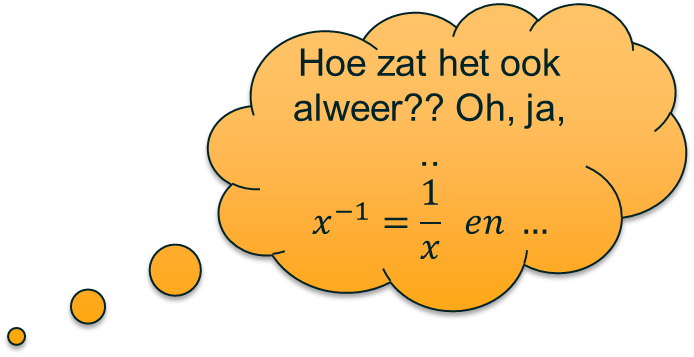 Hoe zat het ook
alweer?? Oh, ja,
..
x⁻¹ = 1/x en ...